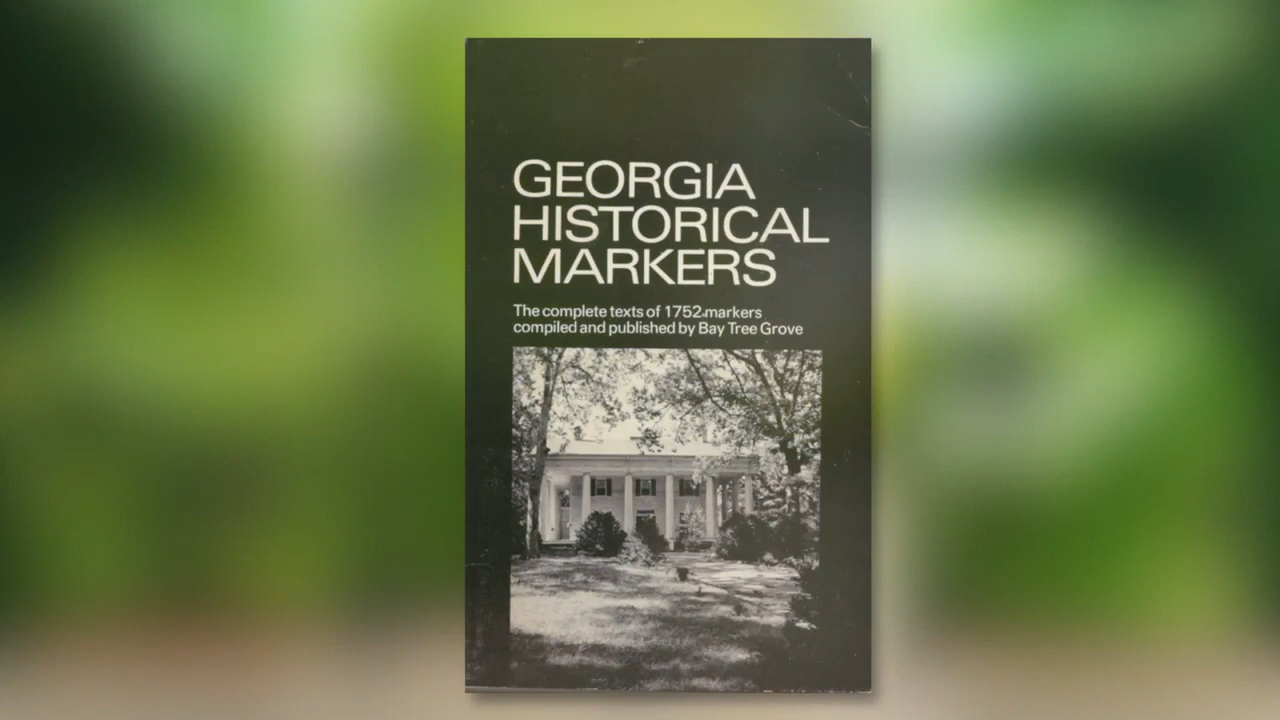 GEORGIA
HISTORICAL
MARKERS
The complete texts of 1752 markers
compiled and published by Bay Tree Grove